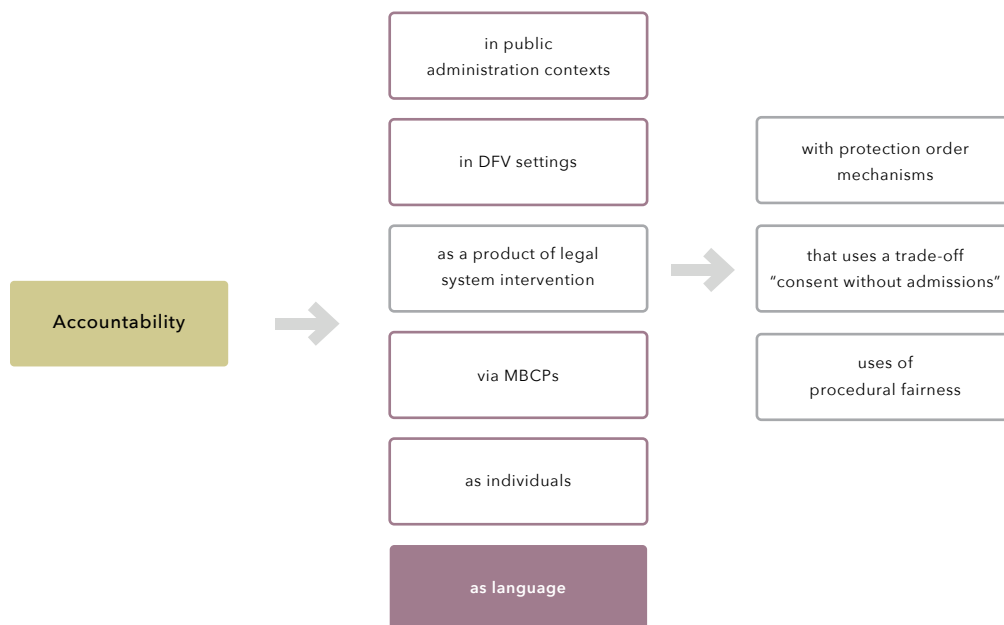 Accountability
in public
administration contexts
in DFV settings
as a product of legal
system intervention
via MBCPs
as individuals
as language
with protection order
mechanisms
that uses a trade-off
“consent without admissions”
uses of
procedural fairness